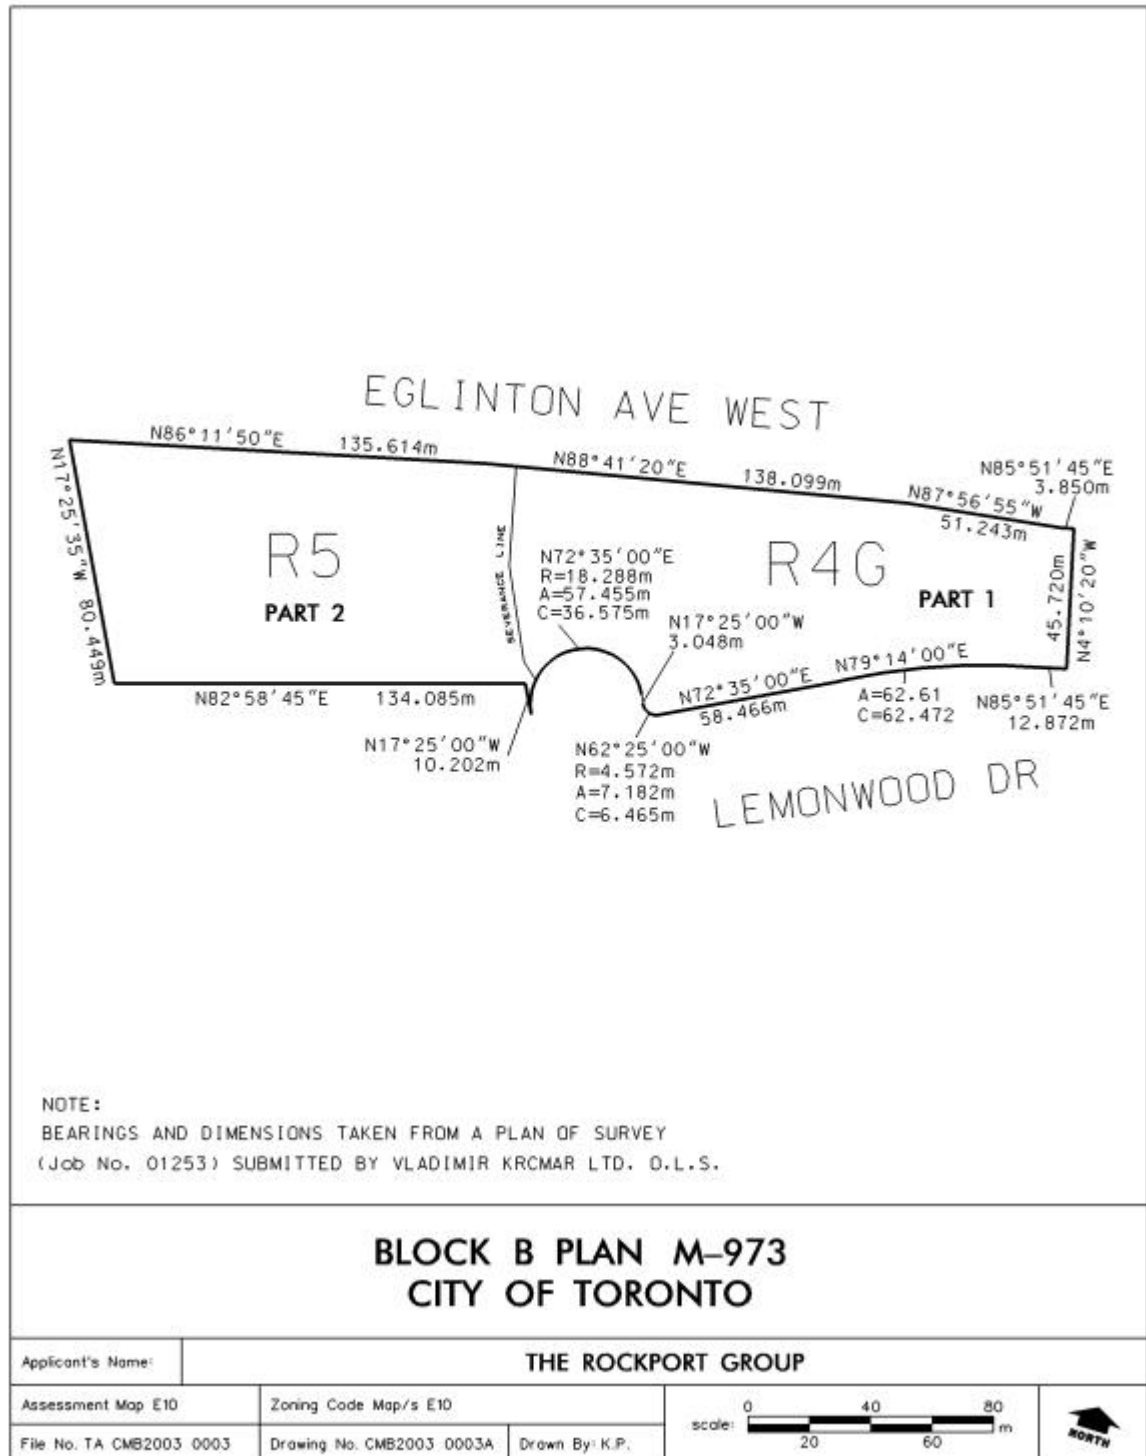 EGLINTON AVE WEST
N86°11'50"E 135.614m
N88°41'20"E 138.099m
N85°51'45"E
3.850m
N87°56'55"W
51.243m
N17°25'35"W 80.449m
R5
PART 2
SEVERANCE LINE
N72°35'00"E
R=18.288m
A=57.455m
C=36.575m
R4G
PART 1
45.720m
N4°10'20"W
N17°25'00"W
3.048m
N79°14'00"E
A=62.61
C=62.472
N72°35'00"E
58.466m
N85°51'45"E
12.872m
N82°58'45"E 134.085m
N17°25'00"W
10.202m
N62°25'00"W
R=4.572m
A=7.182m
C=6.465m
LEMONWOOD DR
NOTE:
BEARINGS AND DIMENSIONS TAKEN FROM A PLAN OF SURVEY
(Job No. 01253) SUBMITTED BY VLADIMIR KRCMAR LTD. O.L.S.
BLOCK B PLAN M-973
CITY OF TORONTO
Applicant's Name: THE ROCKPORT GROUP
Assessment Map E10
Zoning Code Map/s E10
File No. TA CMB2003 0003
Drawing No. CMB2003 0003A
Drawn By: K.P.
scale:
0 40 80
m
20 60
NORTH